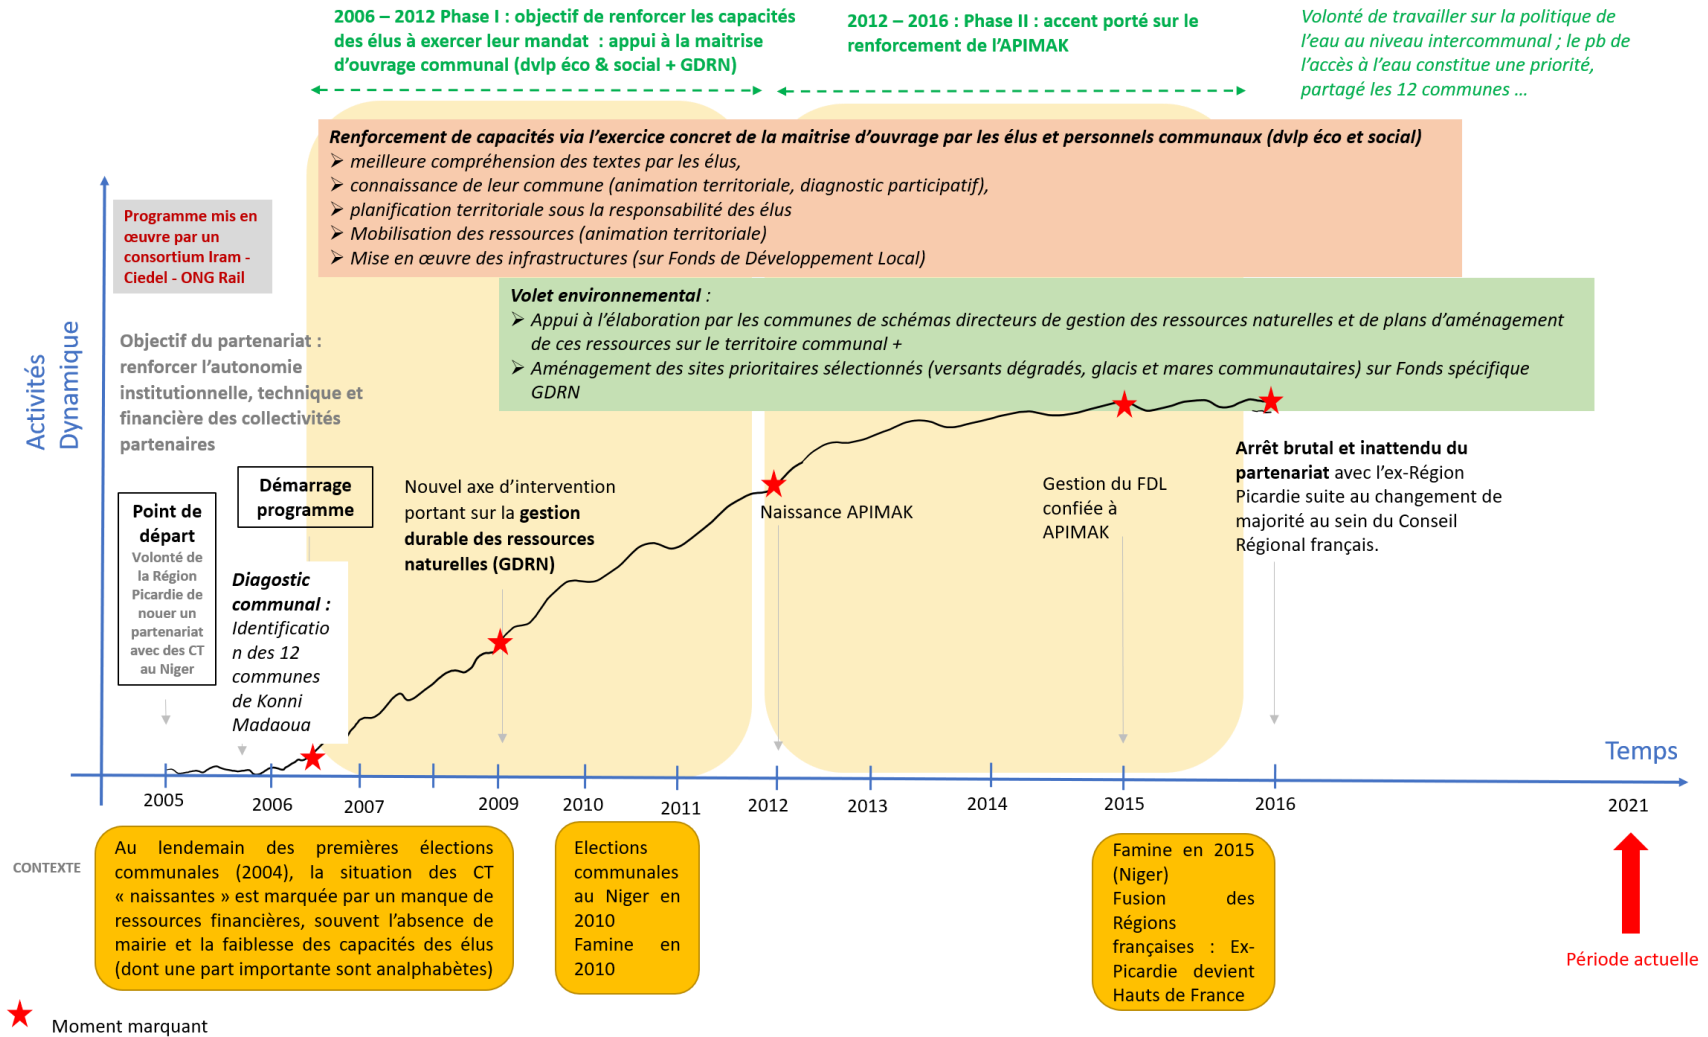 2006 – 2012 Phase I : objectif de renforcer les capacités
des élus à exercer leur mandat : appui à la maitrise
d’ouvrage communal (dvlp éco & social + GDRN)
2012 – 2016 : Phase II : accent porté sur le
renforcement de l’APIMAK
Volonté de travailler sur la politique de
l’eau au niveau intercommunal ; le pb de
l’accès à l’eau constitue une priorité,
partagé les 12 communes ...
Renforcement de capacités via l’exercice concret de la maitrise d’ouvrage par les élus et personnels communaux (dvlp éco et social)
➢ meilleure compréhension des textes par les élus,
➢ connaissance de leur commune (animation territoriale, diagnostic participatif),
➢ planification territoriale sous la responsabilité des élus
➢ Mobilisation des ressources (animation territoriale)
➢ Mise en œuvre des infrastructures (sur Fonds de Développement Local)
Programme mis en
œuvre par un
consortium Iram -
Ciedel - ONG Rail
Volet environnemental :
➢ Appui à l’élaboration par les communes de schémas directeurs de gestion des ressources naturelles et de plans d’aménagement
de ces ressources sur le territoire communal +
➢ Aménagement des sites prioritaires sélectionnés (versants dégradés, glacis et mares communautaires) sur Fonds spécifique
GDRN
Activités
Dynamique
Objectif du partenariat :
renforcer l’autonomie
institutionnelle, technique et
financière des collectivités
partenaires
Point de
départ
Volonté de
la Région
Picardie de
nouer un
partenariat
avec des CT
au Niger
Démarrage
programme
Diagostic
communal :
Identificatio
n des 12
communes
de Konni
Madaoua
Nouvel axe d’intervention
portant sur la gestion
durable des ressources
naturelles (GDRN)
Naissance APIMAK
Gestion du FDL
confiée à
APIMAK
Arrêt brutal et inattendu du
partenariat avec l’ex-Région
Picardie suite au changement de
majorité au sein du Conseil
Régional français.
Temps
2005
2006
2007
2009
2010
2011
2012
2013
2014
2015
2016
2021
CONTEXTE
Au lendemain des premières élections
communales (2004), la situation des CT
« naissantes » est marquée par un manque de
ressources financières, souvent l’absence de
mairie et la faiblesse des capacités des élus
(dont une part importante sont analphabètes)
Elections
communales
au Niger en
2010
Famine en
2010
Famine en 2015
(Niger)
Fusion des
Régions
françaises : Ex-
Picardie devient
Hauts de France
Période actuelle
Moment marquant